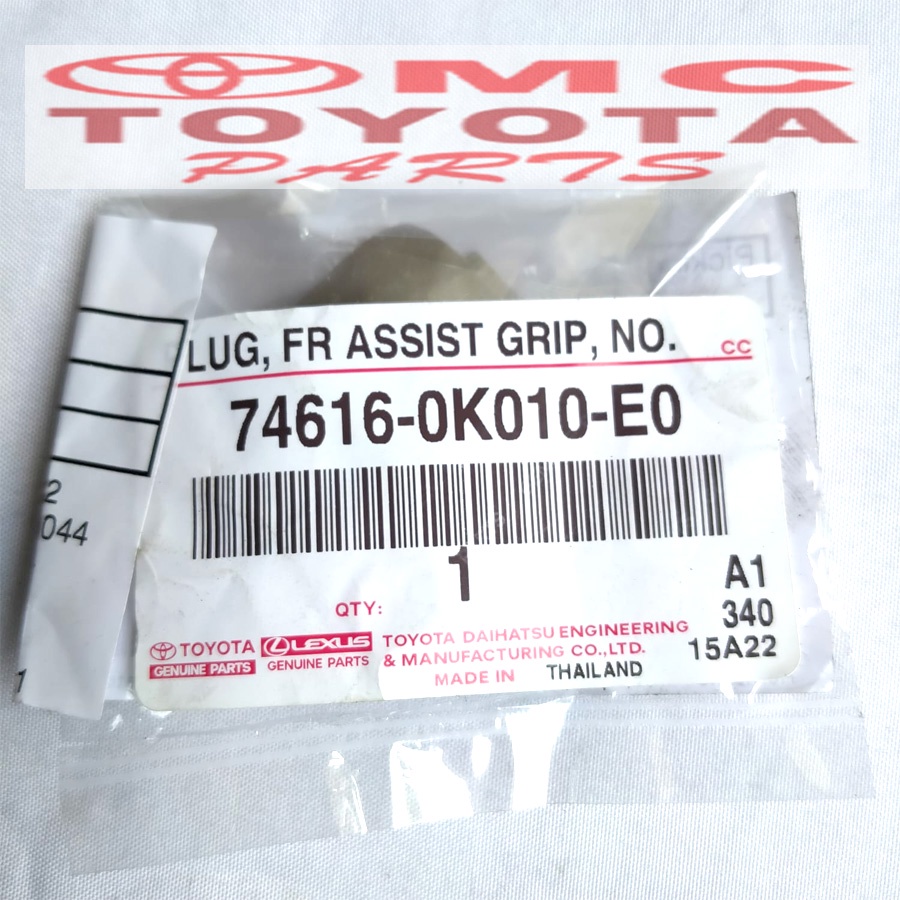 OMC
TOYOTA
PARTS
LUG, FR ASSIST GRIP, NO.
CC
74616-0K010-E0
2
044
1
QTY:
A1
340
15A22
TOYOTA
GENUINE PARTS
LEXUS
GENUINE PARTS
TOYOTA DAIHATSU ENGINEERING
& MANUFACTURING CO.,LTD.
MADE IN THAILAND
1